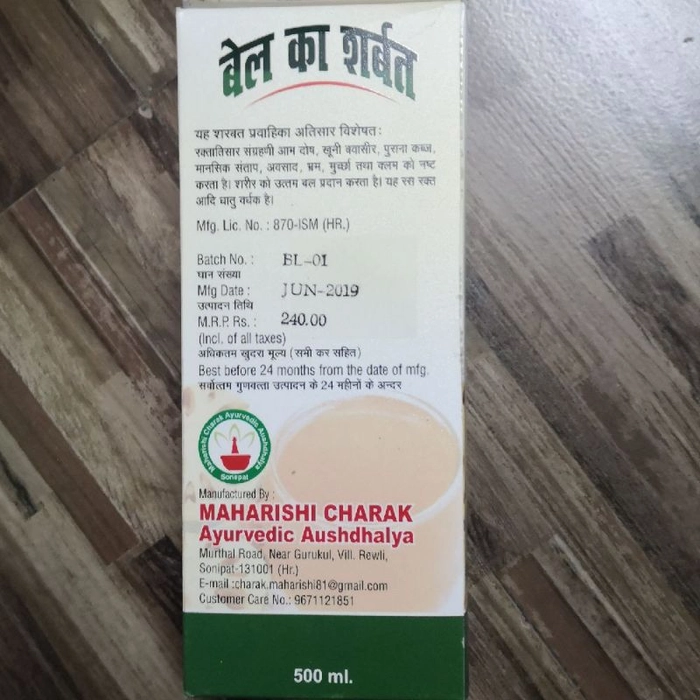 बेल का शर्बत
यह शरबत प्रवाहिका अतिसार विशेषतः
रक्तातिसार संग्रहणी आम दोष, खूनी बवासीर, पुराना कब्ज,
मानसिक संताप, अवसाद, भ्रम, मुर्च्छा तथा क्लम को नष्ट
करता है। शरीर को उत्तम बल प्रदान करता है। यह रस रक्त
आदि धातु वर्धक है।
Mfg. Lic. No. : 870-ISM (HR.)
Batch No. : BL-01
घान संख्या
Mfg Date : JUN-2019
उत्पादन तिथि
M.R.P. Rs. : 240.00
(Incl. of all taxes)
अधिकतम खुदरा मूल्य (सभी कर सहित)
Best before 24 months from the date of mfg.
सर्वोत्तम गुणवत्ता उत्पादन के 24 महीनों के अन्दर
Maharishi Charak Ayurvedic Aushdhalya
Sonipat
Manufactured By :
MAHARISHI CHARAK
Ayurvedic Aushdhalya
Murthal Road, Near Gurukul, Vill. Rewli,
Sonipat-131001 (Hr.)
E-mail :charak.maharishi81@gmail.com
Customer Care No.: 9671121851
500 ml.